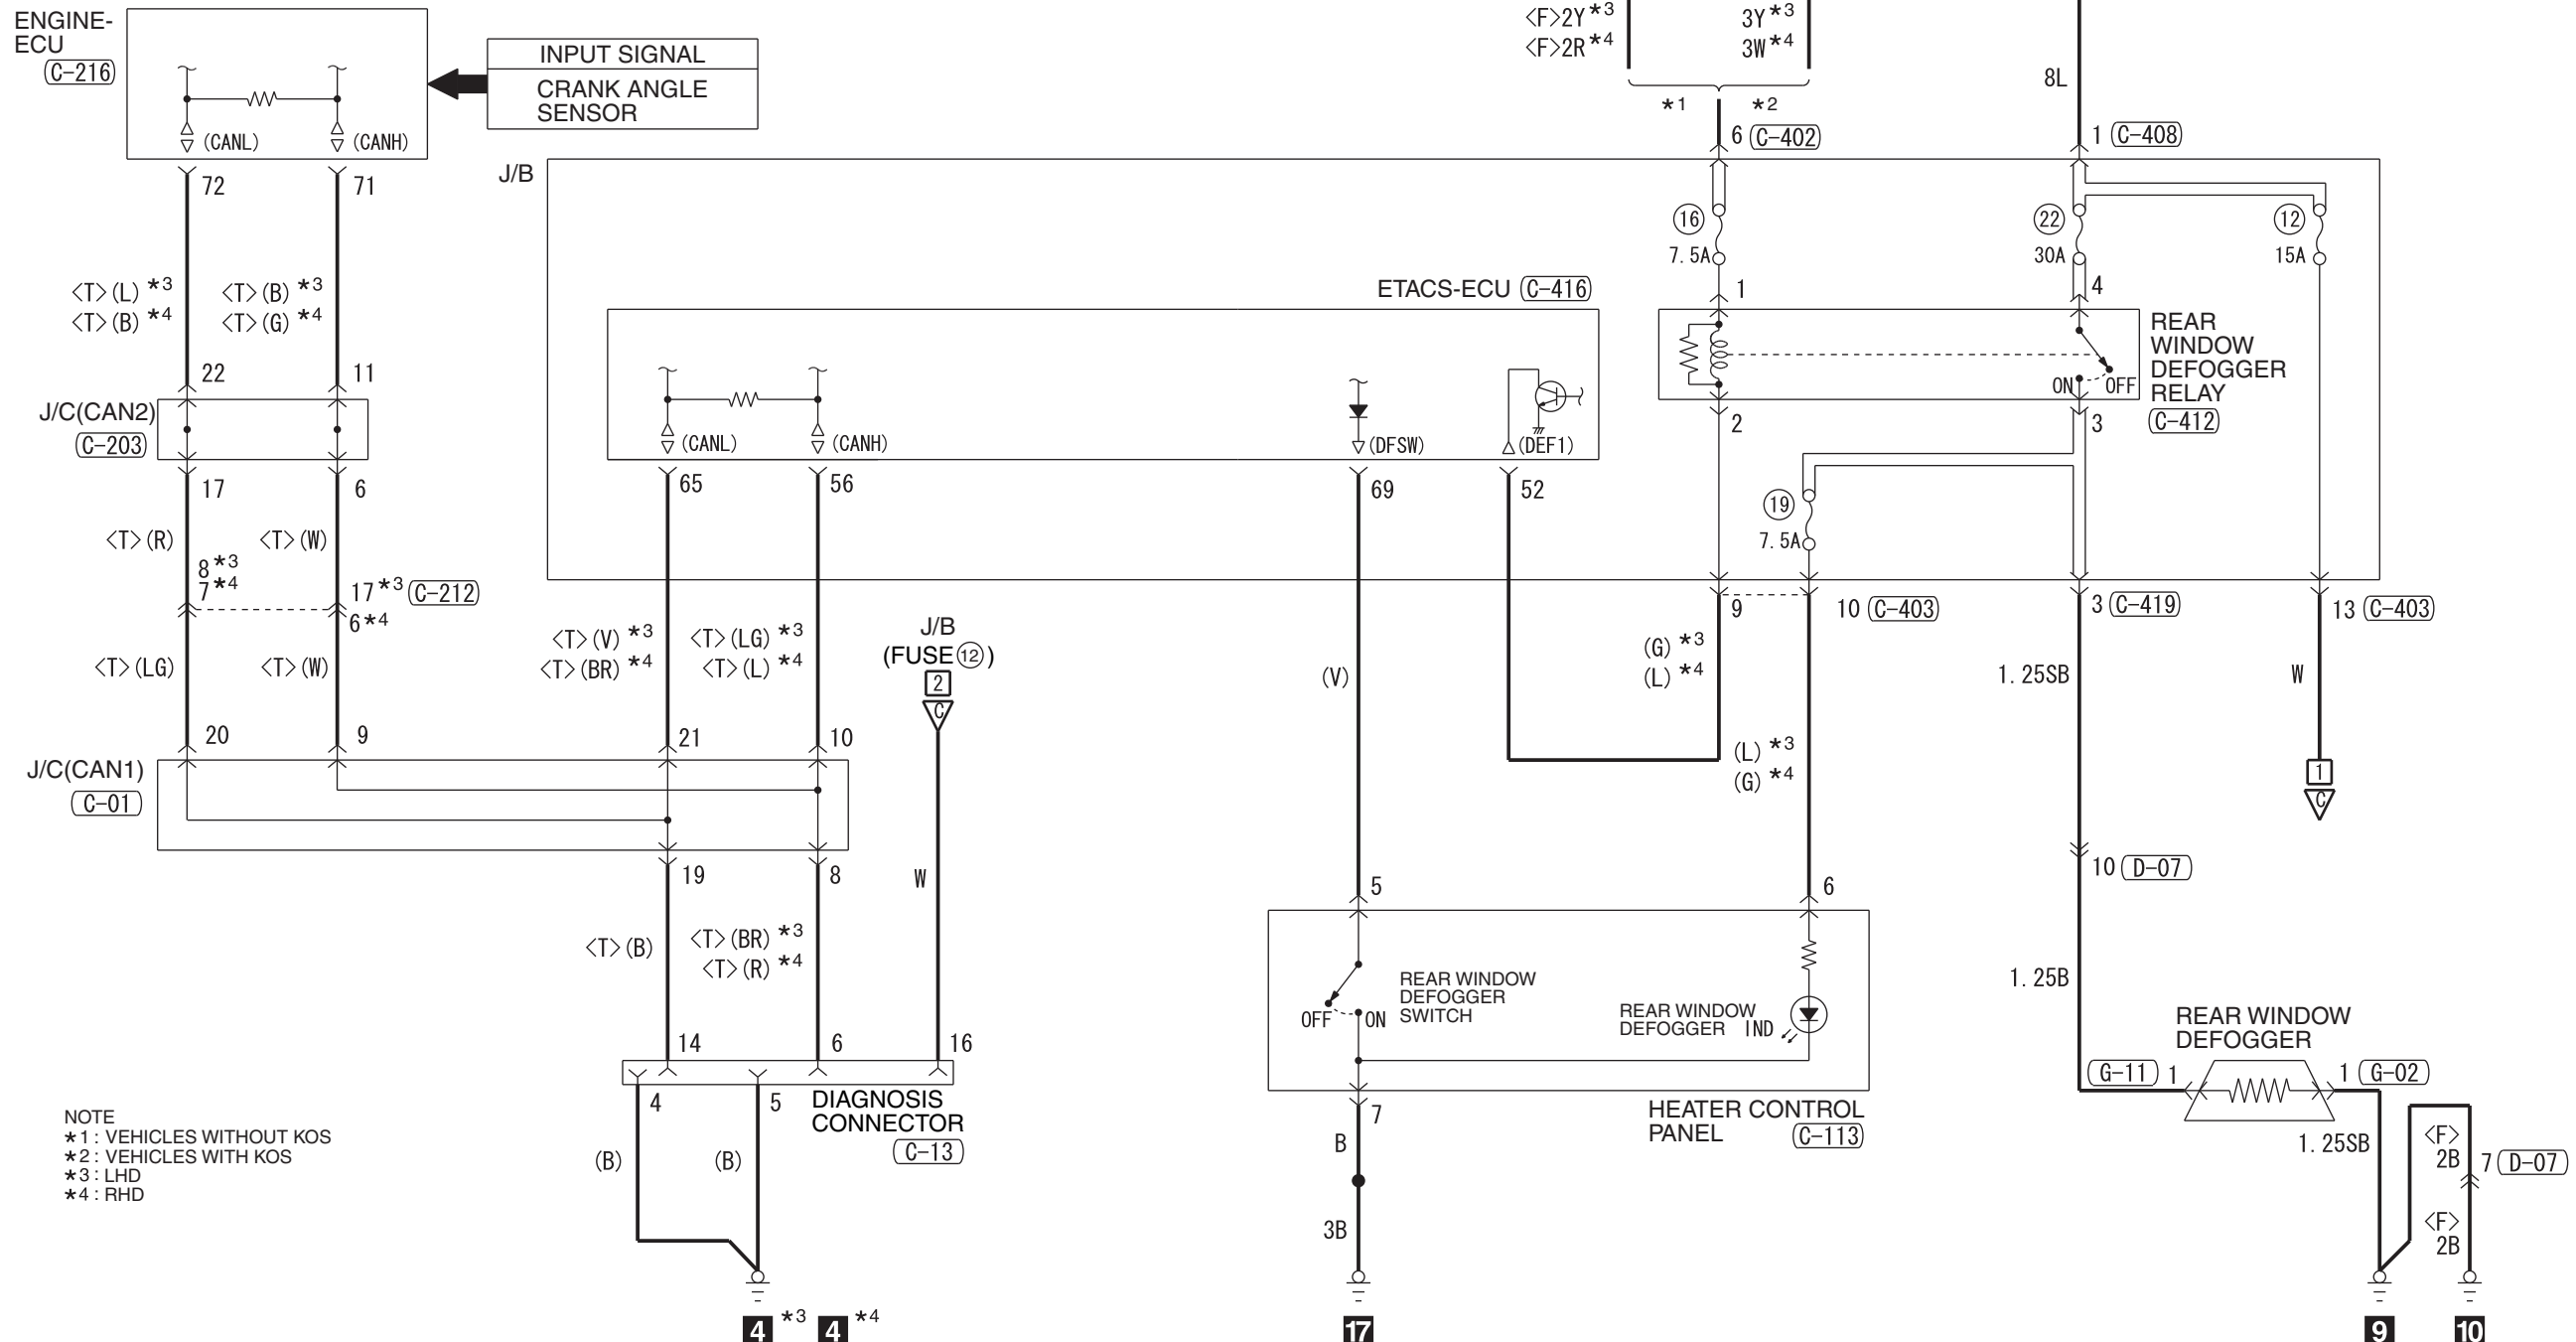 ENGINE-
ECU
C-216
(CANL)
(CANH)
INPUT SIGNAL
CRANK ANGLE
SENSOR
<F>2Y*3
<F>2R*4
3Y*3
3W*4
*1
*2
6 C-402
8L
1 C-408
72
71
J/B
16
7.5A
22
30A
12
15A
<T>(L)*3
<T>(B)*4
<T>(B)*3
<T>(G)*4
ETACS-ECU C-416
1
4
(CANL)
(CANH)
(DFSW)
(DEF1)
ON
OFF
REAR
WINDOW
DEFOGGER
RELAY
C-412
22
11
J/C(CAN2)
C-203
2
3
17
6
65
56
69
52
19
7.5A
<T>(R)
<T>(W)
8*3
7*4
17*3 C-212
6*4
9
10 C-403
3 C-419
13 C-403
<T>(LG)
<T>(W)
<T>(V)*3
<T>(BR)*4
<T>(LG)*3
<T>(L)*4
J/B
(FUSE 12)
2
C
(V)
(G)*3
(L)*4
1.25SB
W
20
9
21
10
J/C(CAN1)
C-01
(L)*3
(G)*4
1
C
19
8
W
5
6
10 D-07
<T>(B)
<T>(BR)*3
<T>(R)*4
REAR WINDOW
DEFOGGER
SWITCH
OFF
ON
REAR WINDOW
DEFOGGER IND
1.25B
14
6
16
REAR WINDOW
DEFOGGER
G-11 1
1 G-02
4
5
DIAGNOSIS
CONNECTOR
C-13
7
HEATER CONTROL
PANEL
C-113
(B)
(B)
B
3B
1.25SB
<F>
2B
7 D-07
<F>
2B
NOTE
*1 : VEHICLES WITHOUT KOS
*2 : VEHICLES WITH KOS
*3 : LHD
*4 : RHD
4 *3
4 *4
17
9
10